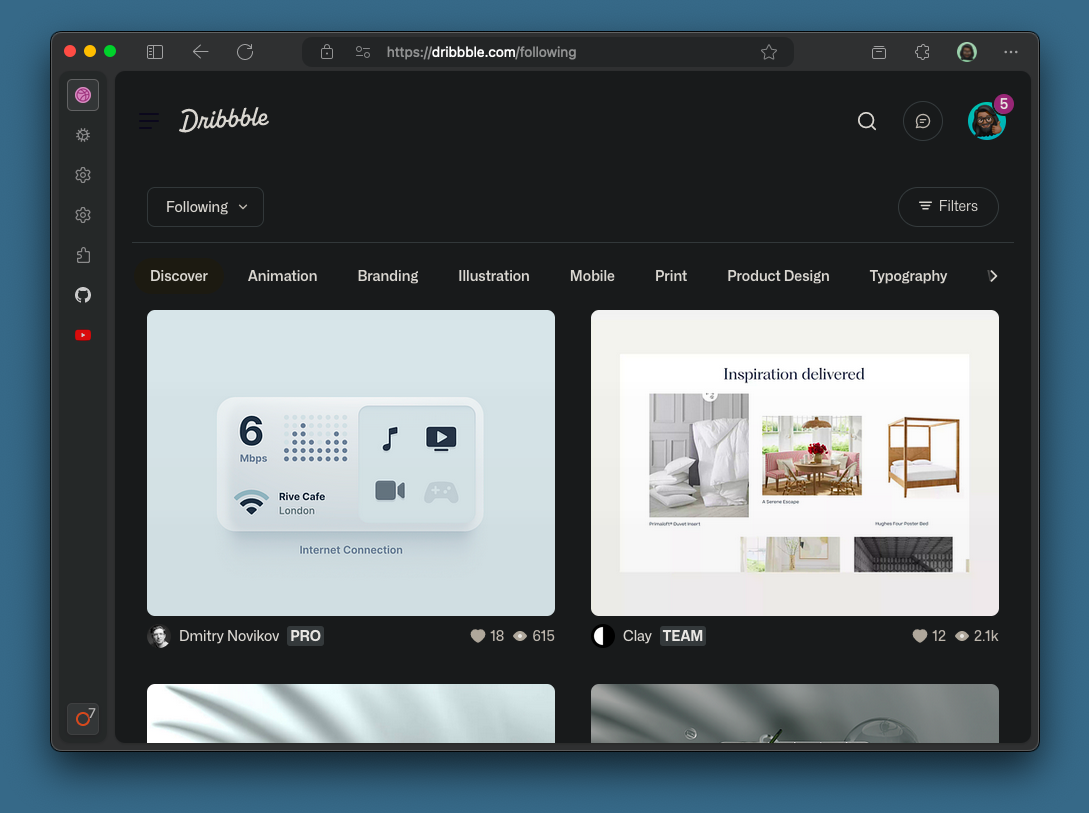 https://dribbble.com/following
Dribbble
5
Following
Filters
Discover
Animation
Branding
Illustration
Mobile
Print
Product Design
Typography
6
Mbps
Rive Cafe
London
Internet Connection
Inspiration delivered
Primaloft® Duvet Insert
A Serene Escape
Hughes Four Poster Bed
Dmitry Novikov PRO
18
615
Clay TEAM
12
2.1k
7